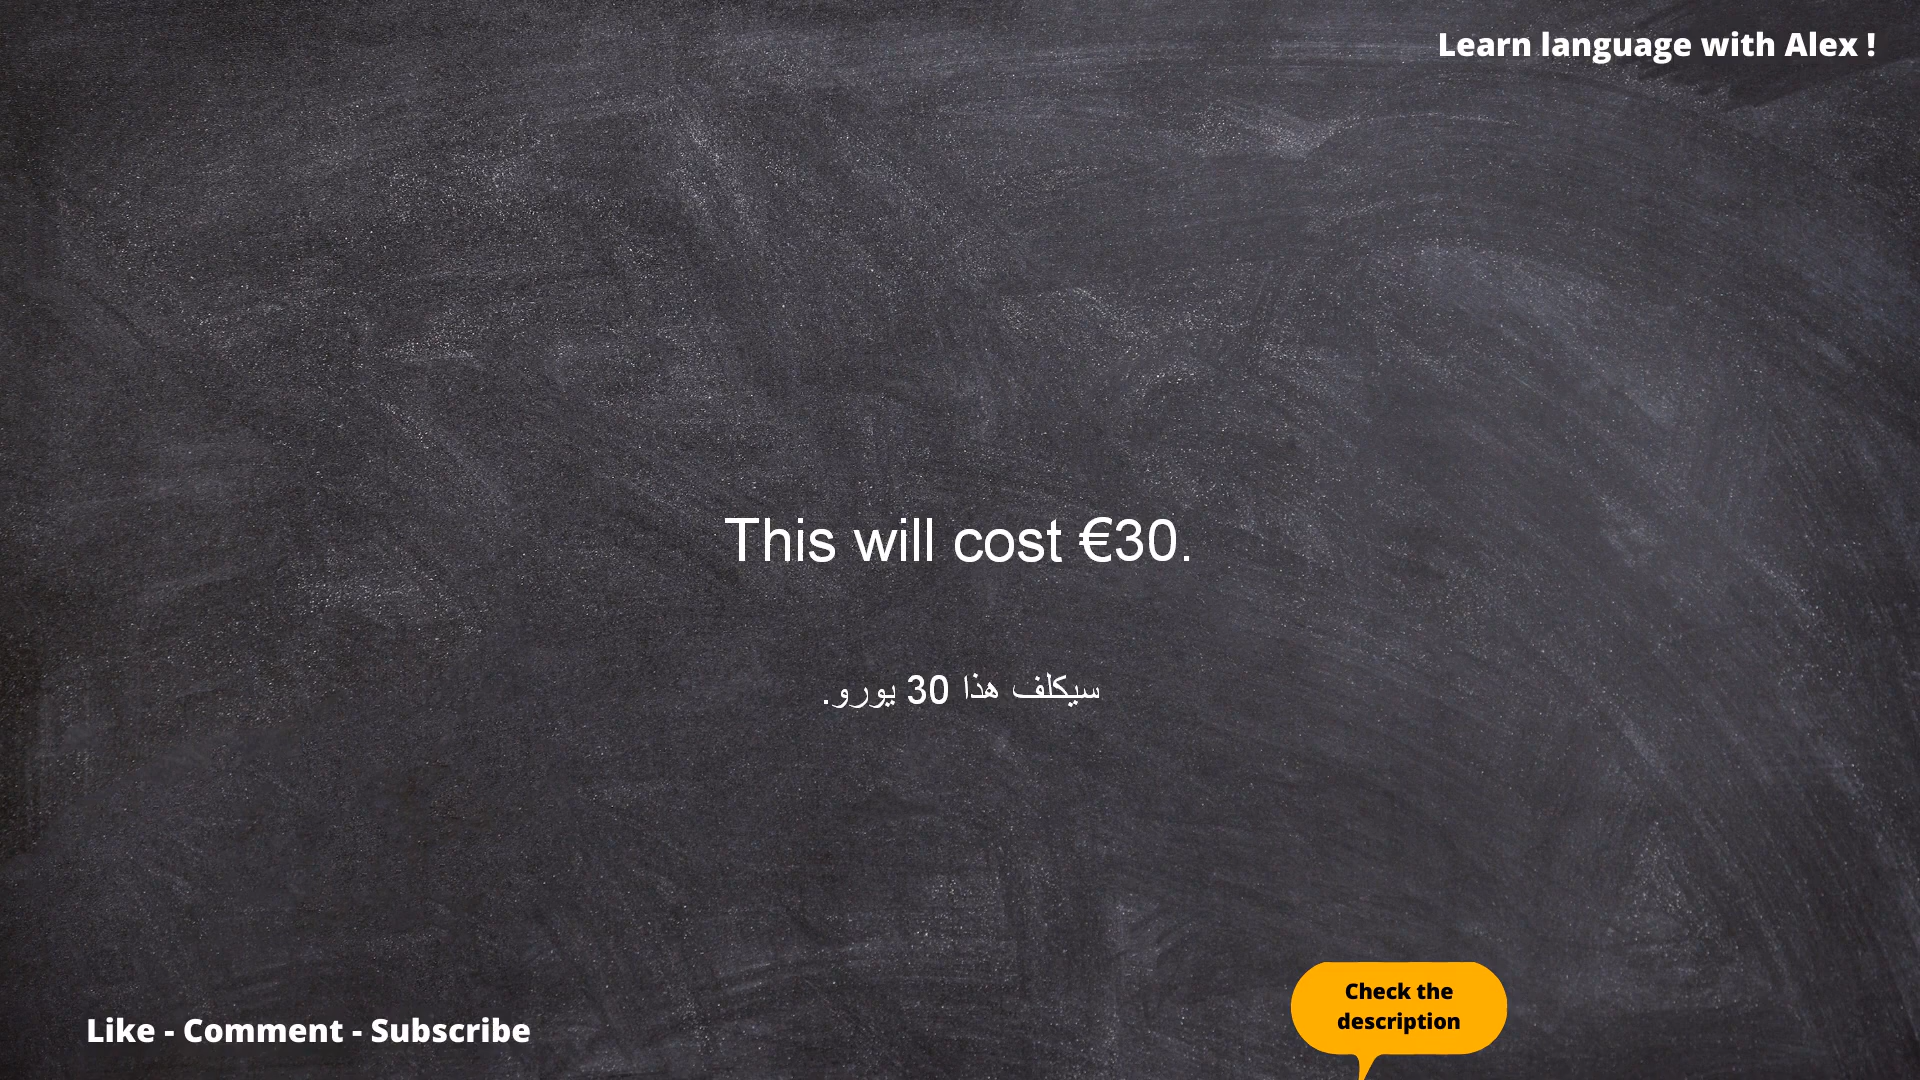 Learn language with Alex !
This will cost €30.
سيكلف هذا 30 يورو.
Check the
description
Like - Comment - Subscribe